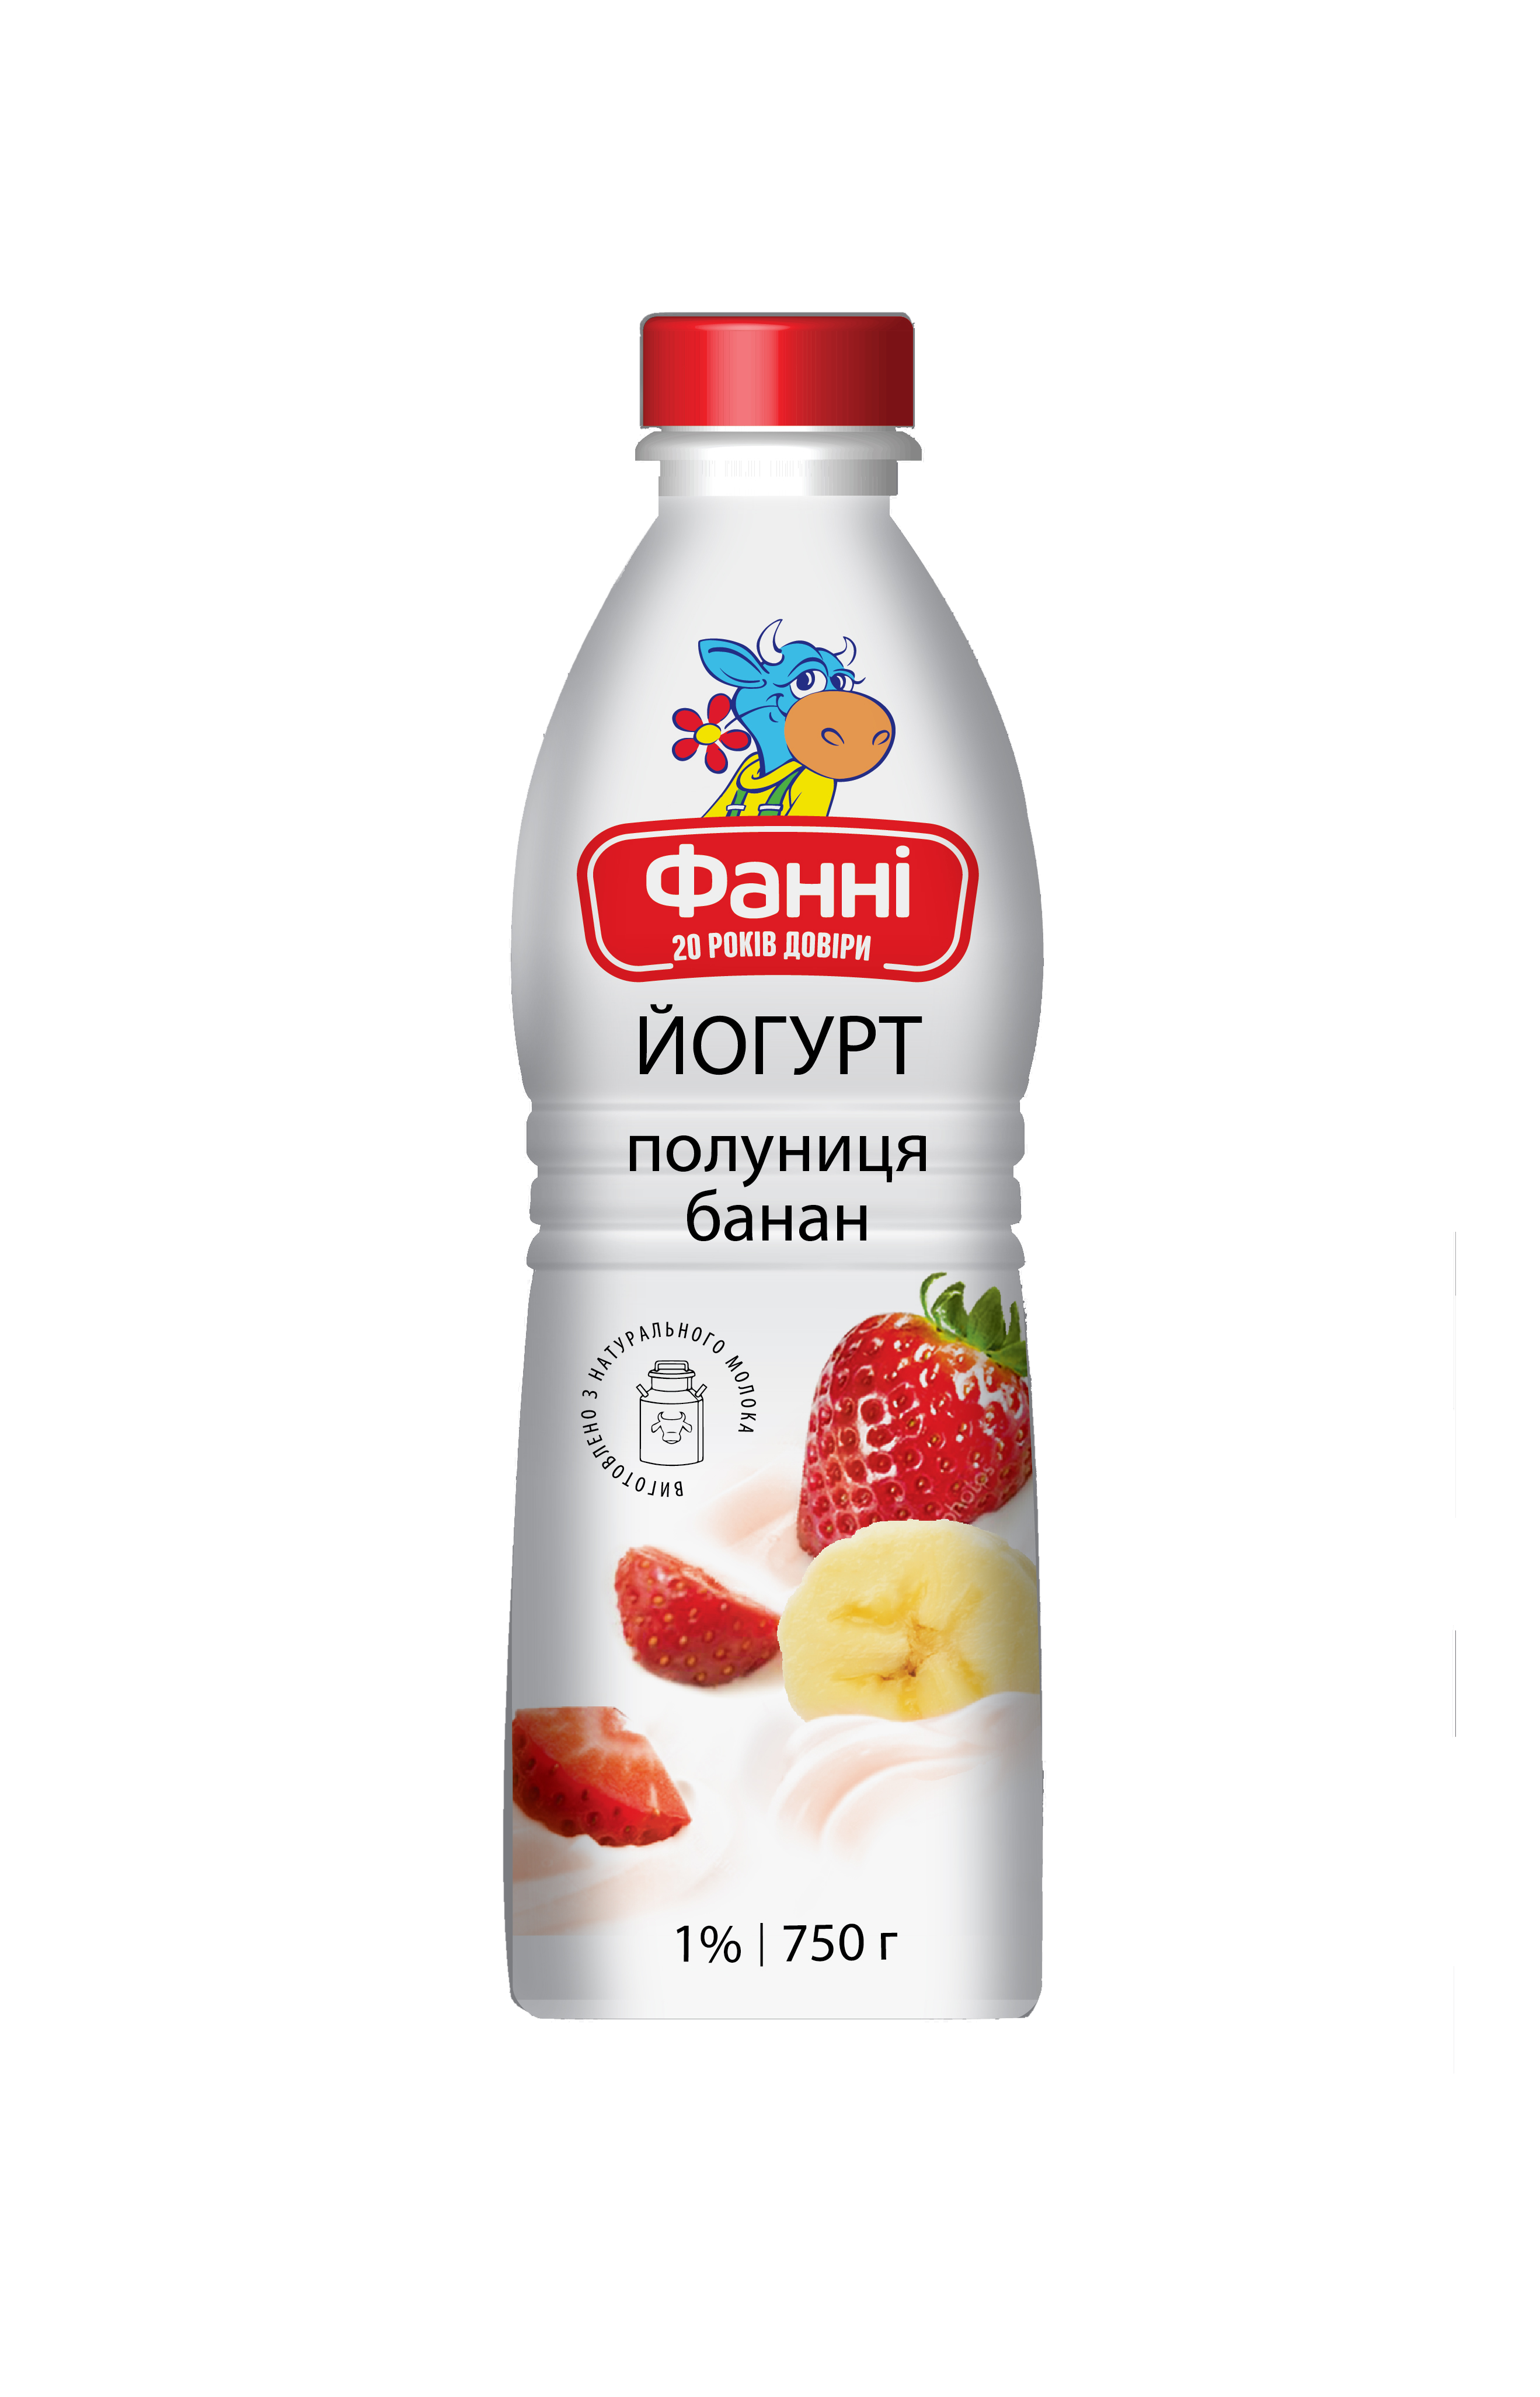 Фанні
20 РОКІВ ДОВІРИ
ЙОГУРТ
полуниця
банан
ВИГОТОВЛЕНО З НАТУРАЛЬНОГО МОЛОКА
1% | 750 г